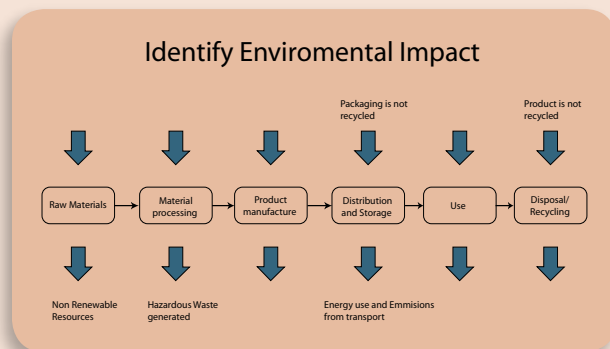 Identify Enviromental Impact
Packaging is not
recycled
Product is not
recycled
Raw Materials
Material
processing
Product
manufacture
Distribution
and Storage
Use
Disposal/
Recycling
Non Renewable
Resources
Hazardous Waste
generated
Energy use and Emmisions
from transport